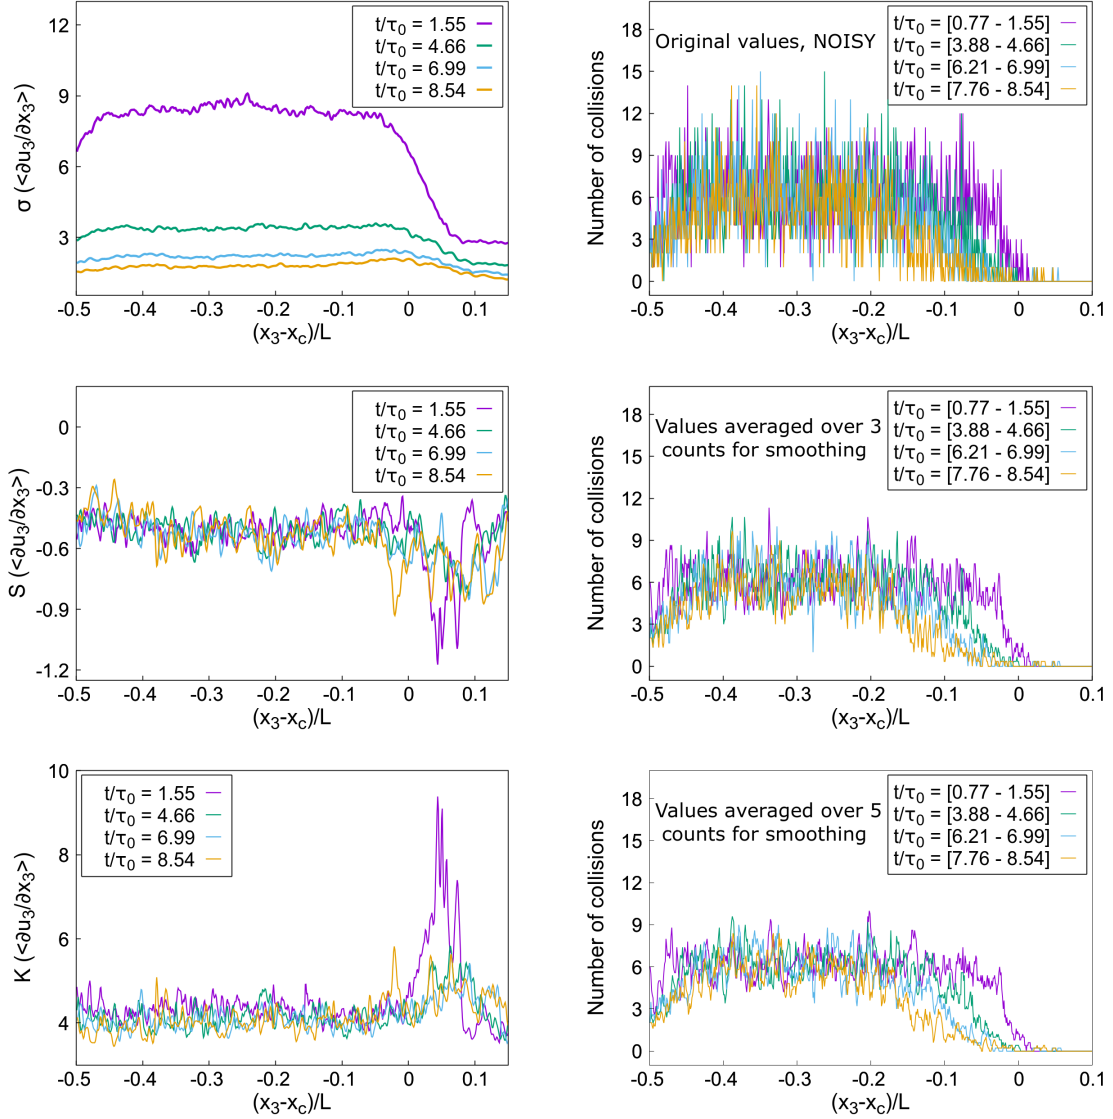 12
9
6
3
σ (<∂u₃/∂x₃>)
t/τ₀ = 1.55
t/τ₀ = 4.66
t/τ₀ = 6.99
t/τ₀ = 8.54
-0.5 -0.4 -0.3 -0.2 -0.1 0 0.1
(x₃-x_c)/L
18
15
12
9
6
3
0
Number of collisions
Original values, NOISY
t/τ₀ = [0.77 - 1.55]
t/τ₀ = [3.88 - 4.66]
t/τ₀ = [6.21 - 6.99]
t/τ₀ = [7.76 - 8.54]
-0.5 -0.4 -0.3 -0.2 -0.1 0 0.1
(x₃-x_c)/L
0
-0.3
-0.6
-0.9
-1.2
S (<∂u₃/∂x₃>)
t/τ₀ = 1.55
t/τ₀ = 4.66
t/τ₀ = 6.99
t/τ₀ = 8.54
-0.5 -0.4 -0.3 -0.2 -0.1 0 0.1
(x₃-x_c)/L
18
15
12
9
6
3
0
Number of collisions
Values averaged over 3
counts for smoothing
t/τ₀ = [0.77 - 1.55]
t/τ₀ = [3.88 - 4.66]
t/τ₀ = [6.21 - 6.99]
t/τ₀ = [7.76 - 8.54]
-0.5 -0.4 -0.3 -0.2 -0.1 0 0.1
(x₃-x_c)/L
10
8
6
4
K (<∂u₃/∂x₃>)
t/τ₀ = 1.55
t/τ₀ = 4.66
t/τ₀ = 6.99
t/τ₀ = 8.54
-0.5 -0.4 -0.3 -0.2 -0.1 0 0.1
(x₃-x_c)/L
18
15
12
9
6
3
0
Number of collisions
Values averaged over 5
counts for smoothing
t/τ₀ = [0.77 - 1.55]
t/τ₀ = [3.88 - 4.66]
t/τ₀ = [6.21 - 6.99]
t/τ₀ = [7.76 - 8.54]
-0.5 -0.4 -0.3 -0.2 -0.1 0 0.1
(x₃-x_c)/L